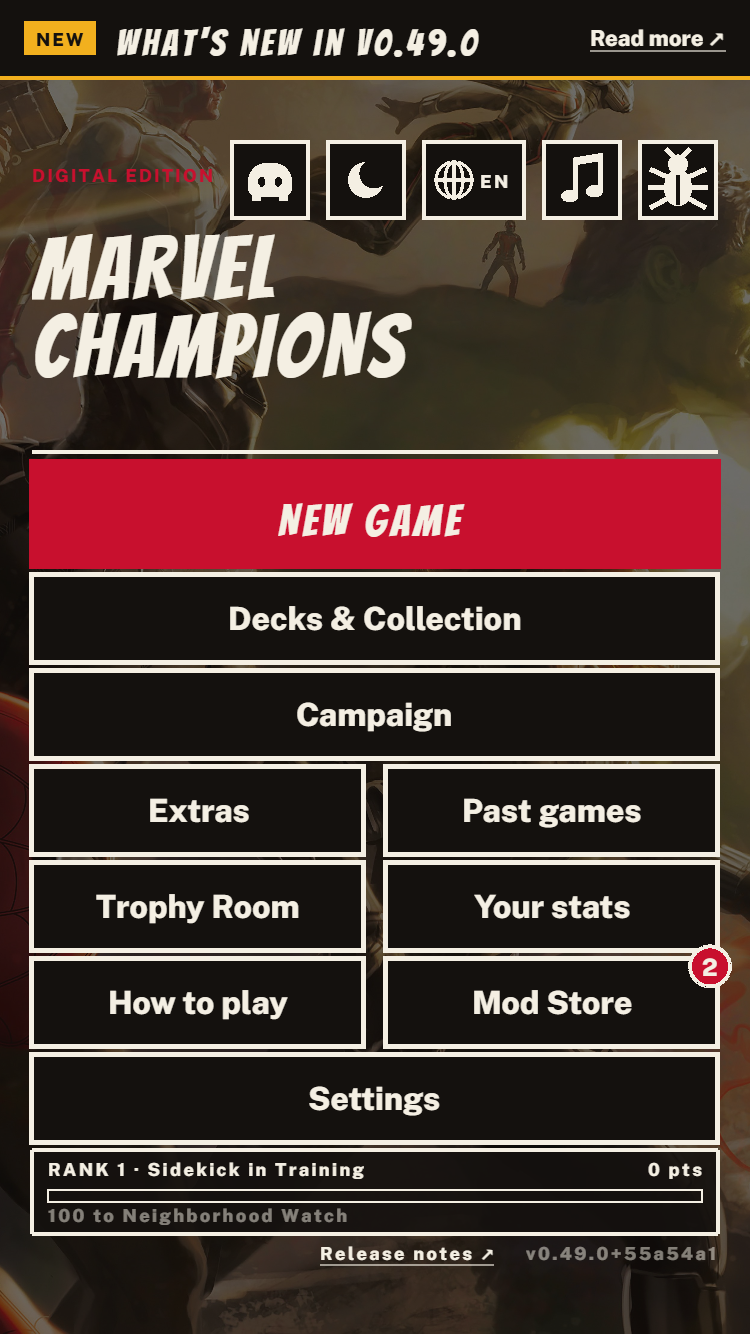 NEW WHAT'S NEW IN V0.49.0 Read more ↗
DIGITAL EDITION EN
MARVEL
CHAMPIONS
NEW GAME
Decks & Collection
Campaign
Extras Past games
Trophy Room Your stats
2
How to play Mod Store
Settings
RANK 1 · Sidekick in Training 0 pts
100 to Neighborhood Watch
Release notes ↗ v0.49.0+55a54a1